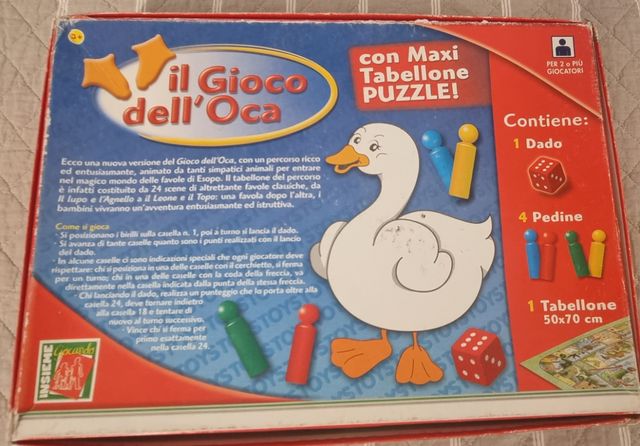 3+
il Gioco
dell'Oca
con Maxi
Tabellone
PUZZLE!
PER 2 o PIÙ
GIOCATORI
Ecco una nuova versione del Gioco dell'Oca, con un percorso ricco
ed entusiasmante, animato da tanti simpatici animali per entrare
nel magico mondo delle favole di Esopo. Il tabellone del percorso
è infatti costituito da 24 scene di altrettante favole classiche, da
Il lupo e l'Agnello a il Leone e il Topo: una favola dopo l'altra, i
bambini vivranno un'avventura entusiasmante ed istruttiva.
Come si gioca
- Si posizionano i birilli sulla casella n. 1, poi a turno si lancia il dado.
- Si avanza di tante caselle quanto sono i punti realizzati con il lancio
del dado.
- In alcune caselle ci sono indicazioni speciali che ogni giocatore deve
rispettare: chi si posiziona in una delle caselle con il cerchietto, si ferma
per un turno; chi in una delle caselle con la coda della freccia, va
direttamente nella casella indicata dalla punta della stessa freccia.
- Chi lanciando il dado, realizza un punteggio che lo porta oltre alla
casella 24, deve tornare indietro
alla casella 18 e tentare di
nuovo al turno successivo.
- Vince chi si ferma per
primo esattamente
nella casella 24.
Contiene:
1 Dado
4 Pedine
1 Tabellone
50x70 cm
INSIEME
Giocando